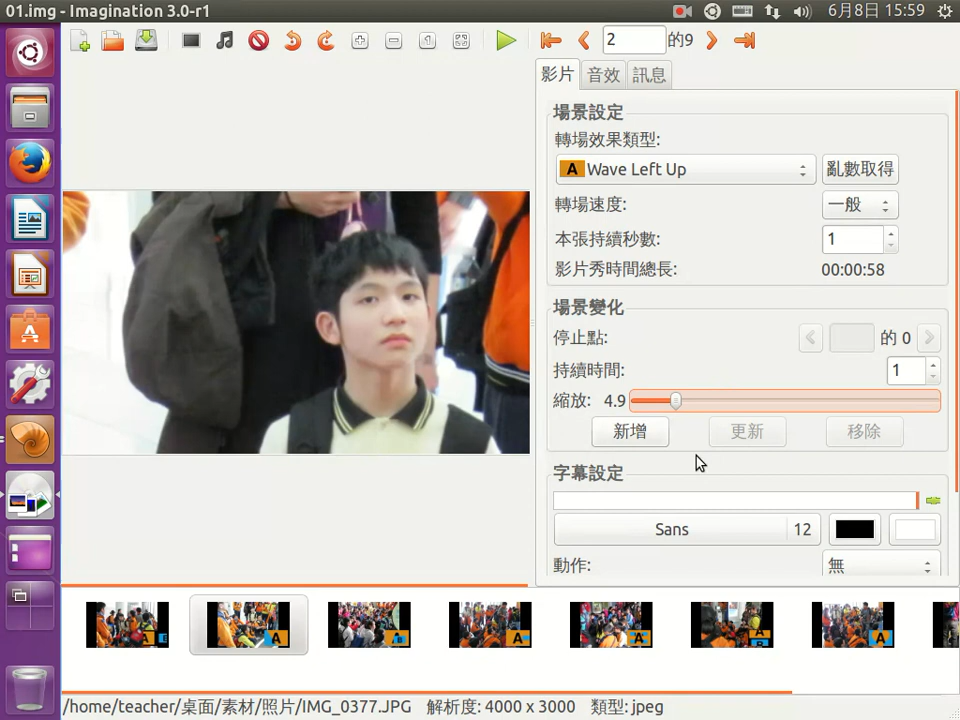 01.img - Imagination 3.0-r1
6月8日 15:59
2 的9
影片 音效 訊息
場景設定
轉場效果類型:
A Wave Left Up 亂數取得
轉場速度: 一般
本張持續秒數: 1
影片秀時間總長: 00:00:58
場景變化
停止點: 的 0
持續時間: 1
縮放: 4.9
新增 更新 移除
字幕設定
Sans 12
動作: 無
/home/teacher/桌面/素材/照片/IMG_0377.JPG 解析度: 4000 x 3000 類型: jpeg